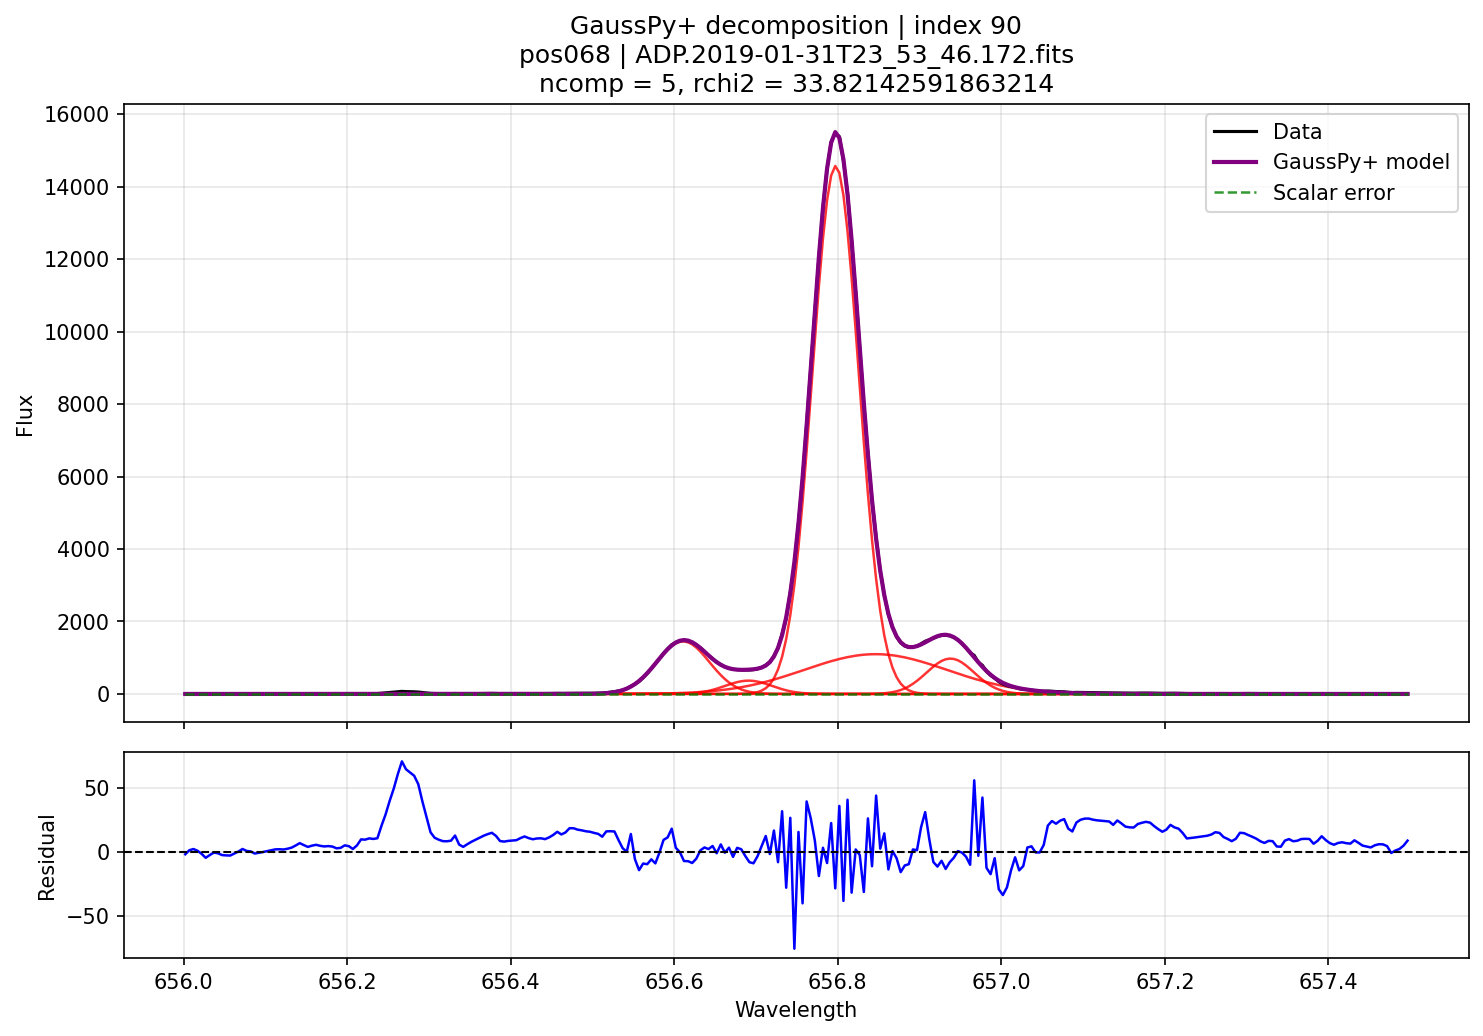 GaussPy+ decomposition | index 90
pos068 | ADP.2019-01-31T23_53_46.172.fits
ncomp = 5, rchi2 = 33.82142591863214
16000
14000
12000
10000
8000
6000
4000
2000
0
Flux
Data
GaussPy+ model
Scalar error
50
0
−50
Residual
656.0
656.2
656.4
656.6
656.8
657.0
657.2
657.4
Wavelength